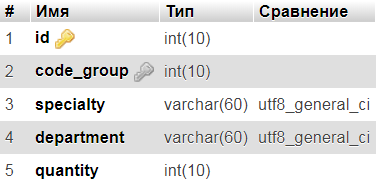 # Имя Тип Сравнение
1 id int(10)
2 code_group int(10)
3 specialty varchar(60) utf8_general_ci
4 department varchar(60) utf8_general_ci
5 quantity int(10)